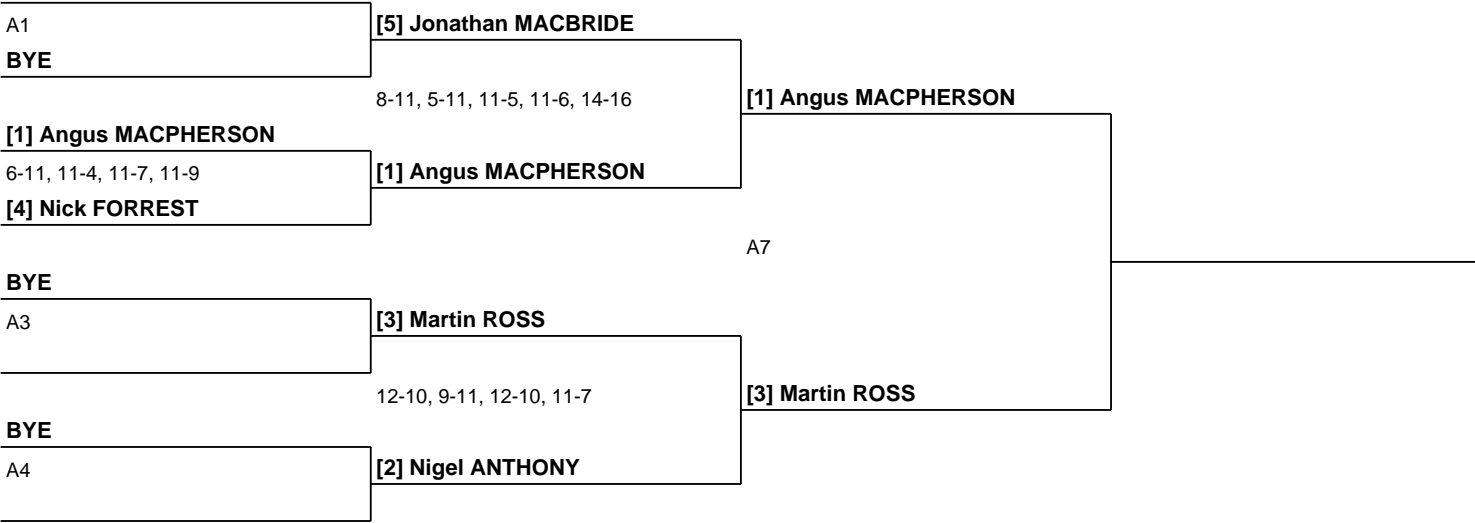 A1
BYE
[5] Jonathan MACBRIDE
8-11, 5-11, 11-5, 11-6, 14-16
[1] Angus MACPHERSON
[1] Angus MACPHERSON
6-11, 11-4, 11-7, 11-9
[4] Nick FORREST
[1] Angus MACPHERSON
A7
BYE
A3
[3] Martin ROSS
12-10, 9-11, 12-10, 11-7
[3] Martin ROSS
BYE
A4
[2] Nigel ANTHONY